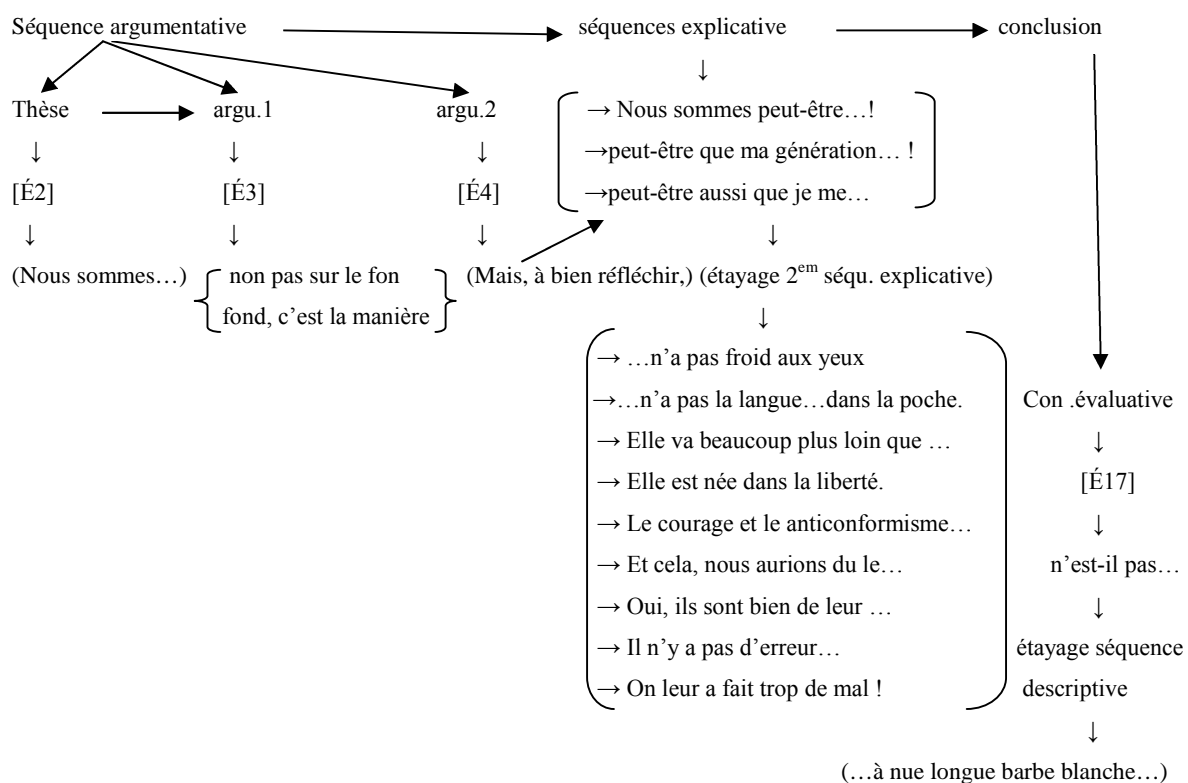 Séquence argumentative séquences explicative conclusion
↓
Thèse argu.1 argu.2 → Nous sommes peut-être…!
↓ ↓ ↓ →peut-être que ma génération… !
[É2] [É3] [É4] →peut-être aussi que je me…
↓ ↓ ↓ ↓
(Nous sommes…) non pas sur le fon (Mais, à bien réfléchir,) (étayage 2em séqu. explicative)
fond, c’est la manière ↓
→ …n’a pas froid aux yeux
→…n’a pas la langue…dans la poche. Con .évaluative
→ Elle va beaucoup plus loin que … ↓
→ Elle est née dans la liberté. [É17]
→ Le courage et le anticonformisme… ↓
→ Et cela, nous aurions du le… n’est-il pas…
→ Oui, ils sont bien de leur … ↓
→ Il n’y a pas d’erreur… étayage séquence
→ On leur a fait trop de mal ! descriptive
↓
(…à nue longue barbe blanche…)